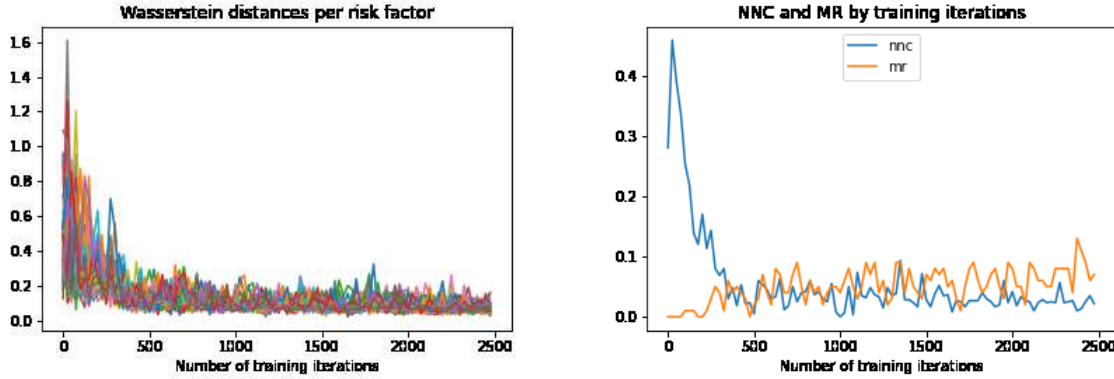 Wasserstein distances per risk factor
1.6
1.4
1.2
1.0
0.8
0.6
0.4
0.2
0.0
0 500 1000 1500 2000 2500
Number of training iterations
NNC and MR by training iterations
nnc
mr
0.4
0.3
0.2
0.1
0.0
0 500 1000 1500 2000 2500
Number of training iterations